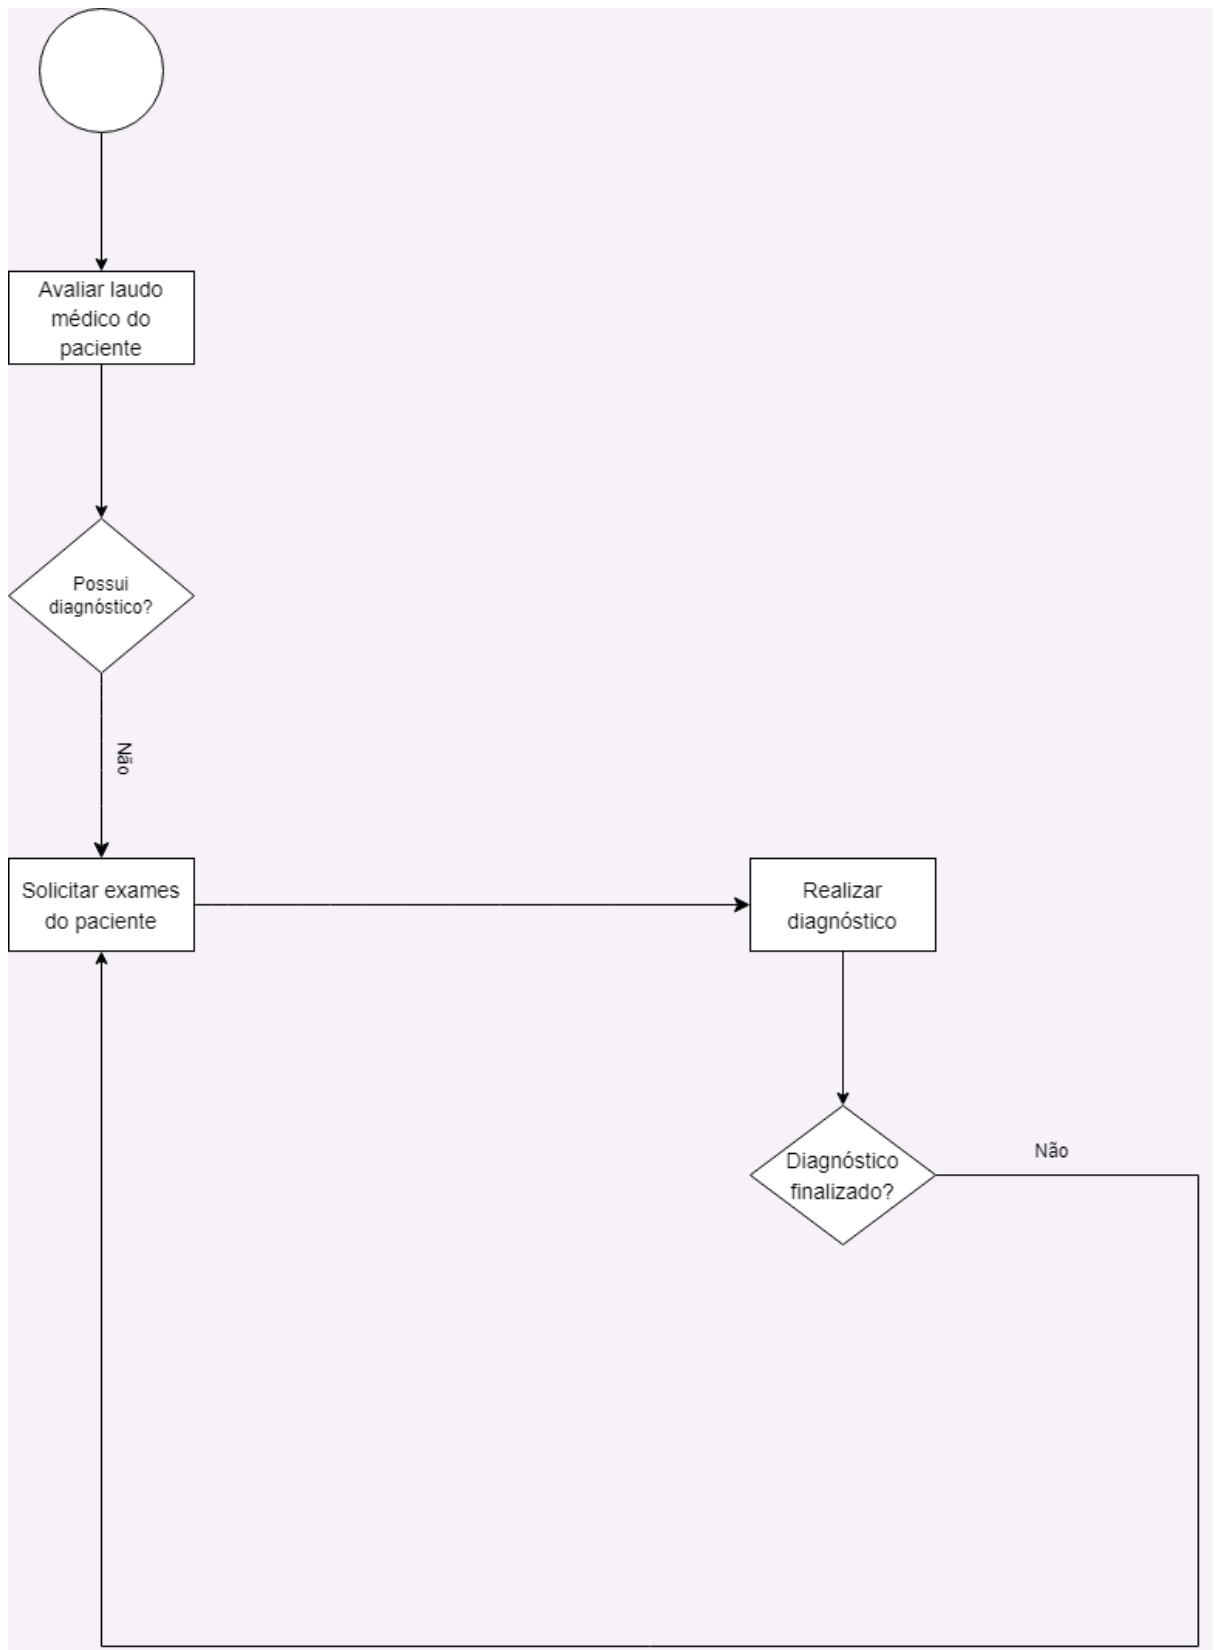 Avaliar laudo
médico do
paciente
Possui
diagnóstico?
Não
Solicitar exames
do paciente
Realizar
diagnóstico
Diagnóstico
finalizado?
Não